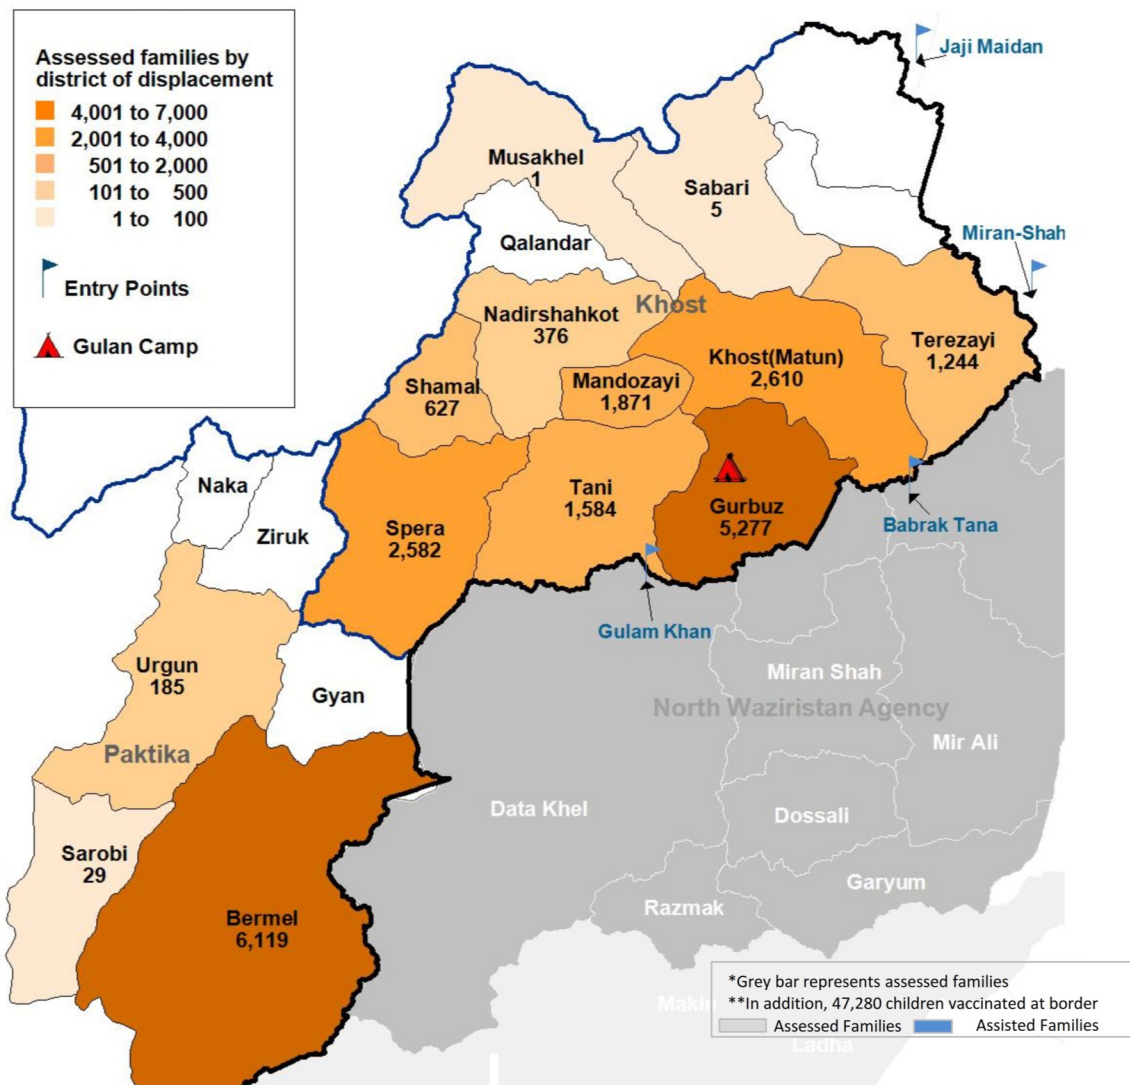 Assessed families by
district of displacement
4,001 to 7,000
2,001 to 4,000
501 to 2,000
101 to 500
1 to 100
Entry Points
Gulan Camp
Jaji Maidan
Musakhel
1
Sabari
5
Qalandar
Miran-Shah
Khost
Nadirshahkot
376
Terezayi
1,244
Khost(Matun)
2,610
Shamal
627
Mandozayi
1,871
Naka
Ziruk
Spera
2,582
Tani
1,584
Gurbuz
5,277
Babrak Tana
Gulam Khan
Urgun
185
Gyan
Paktika
Miran Shah
North Waziristan Agency
Mir Ali
Data Khel
Dossali
Sarobi
29
Garyum
Razmak
Bermel
6,119
*Grey bar represents assessed families
**In addition, 47,280 children vaccinated at border
Makin
Assessed Families
Assisted Families
Ladha